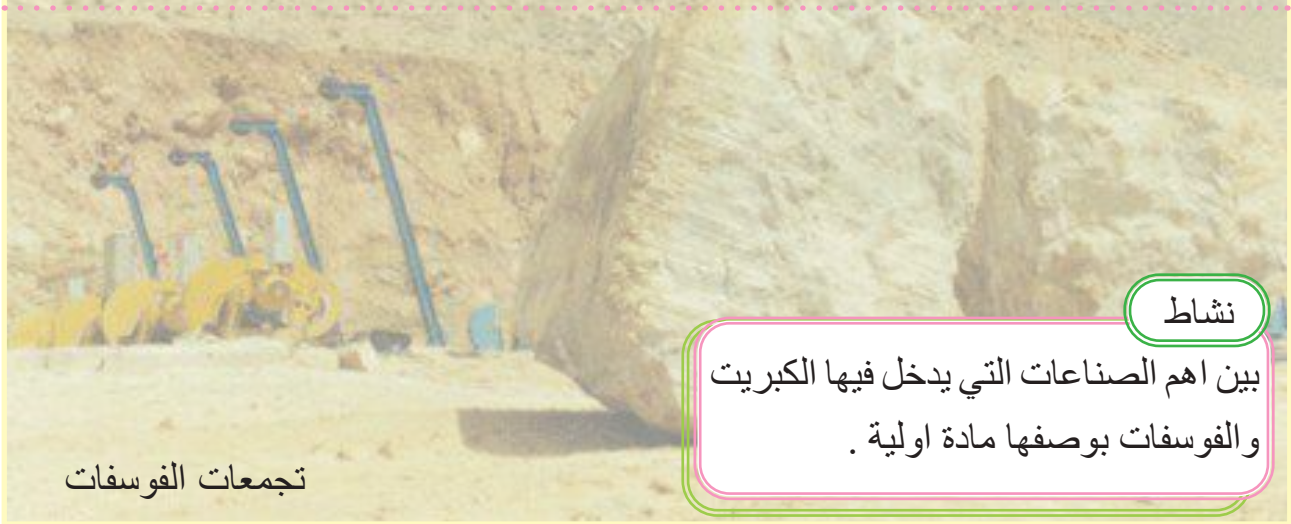 نشاط
بين اهم الصناعات التي يدخل فيها الكبريت
والفوسفات بوصفها مادة اولية .
تجمعات الفوسفات